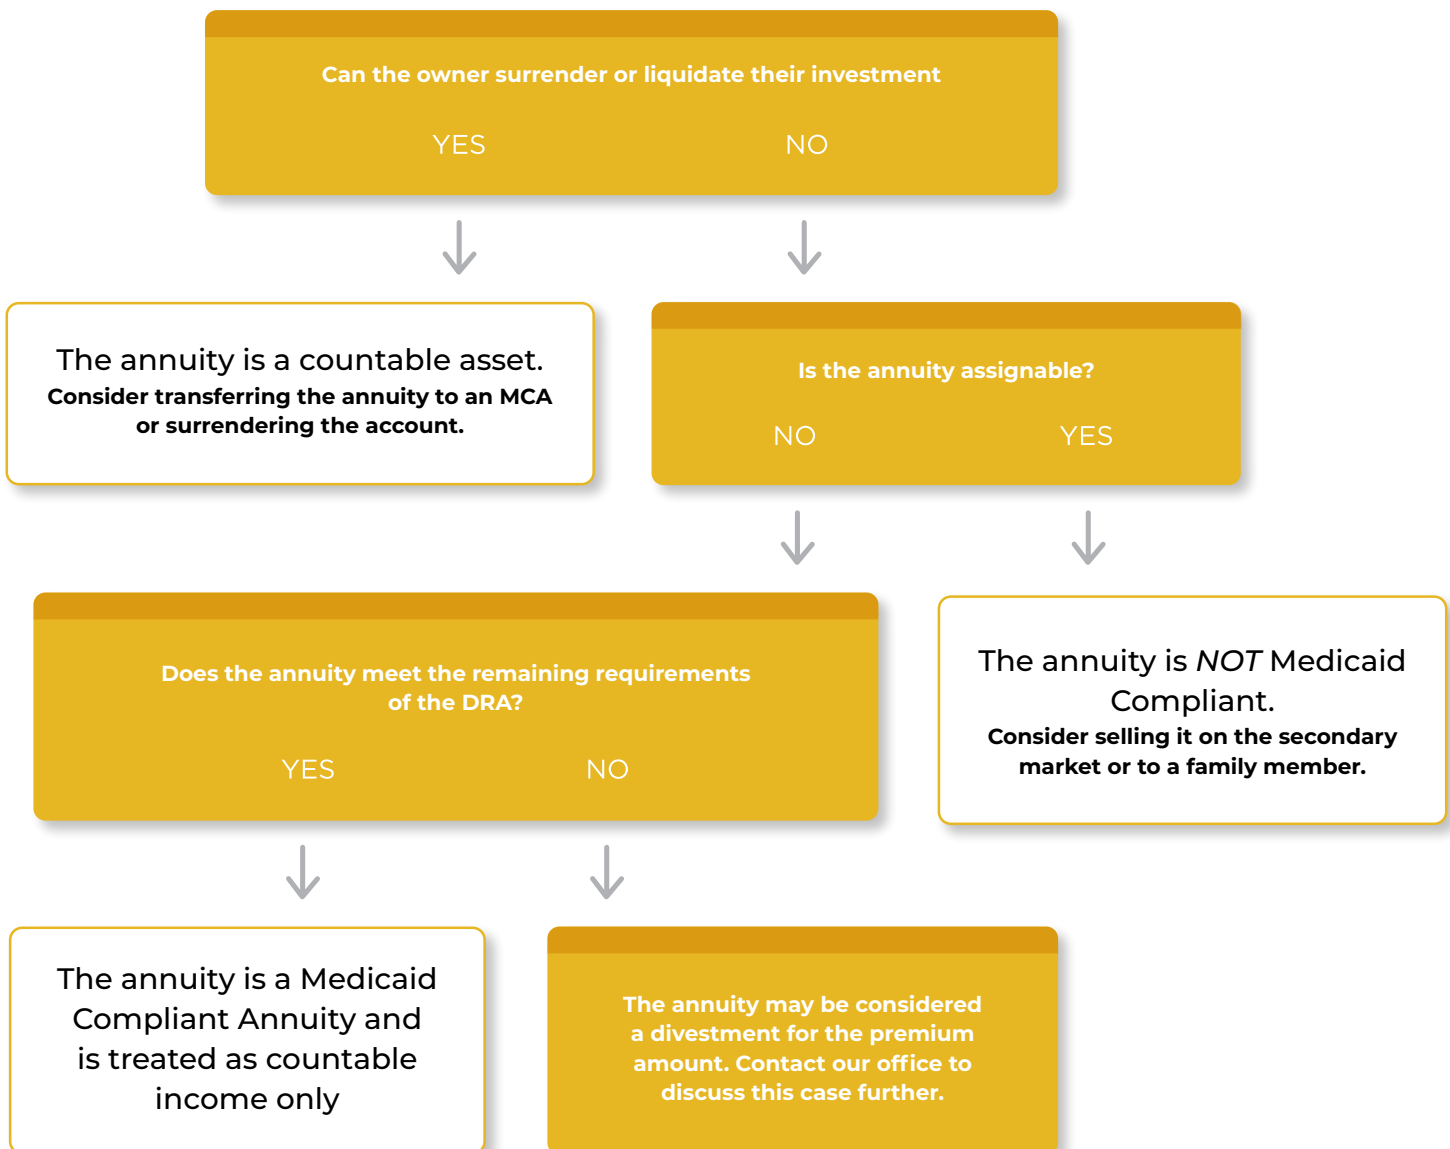 Can the owner surrender or liquidate their investment
YES
NO
The annuity is a countable asset.
Consider transferring the annuity to an MCA
or surrendering the account.
Is the annuity assignable?
NO
YES
Does the annuity meet the remaining requirements
of the DRA?
YES
NO
The annuity is NOT Medicaid
Compliant.
Consider selling it on the secondary
market or to a family member.
The annuity is a Medicaid
Compliant Annuity and
is treated as countable
income only
The annuity may be considered
a divestment for the premium
amount. Contact our office to
discuss this case further.